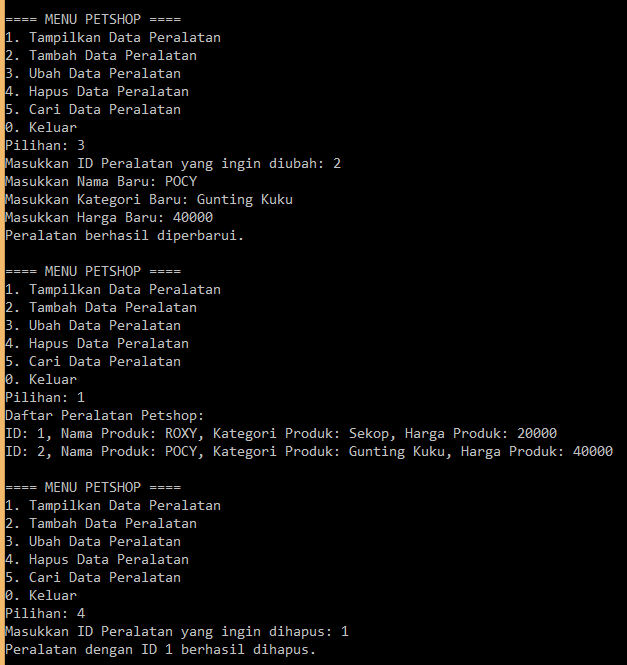 ==== MENU PETSHOP ====
1. Tampilkan Data Peralatan
2. Tambah Data Peralatan
3. Ubah Data Peralatan
4. Hapus Data Peralatan
5. Cari Data Peralatan
0. Keluar
Pilihan: 3
Masukkan ID Peralatan yang ingin diubah: 2
Masukkan Nama Baru: POCY
Masukkan Kategori Baru: Gunting Kuku
Masukkan Harga Baru: 40000
Peralatan berhasil diperbarui.
==== MENU PETSHOP ====
1. Tampilkan Data Peralatan
2. Tambah Data Peralatan
3. Ubah Data Peralatan
4. Hapus Data Peralatan
5. Cari Data Peralatan
0. Keluar
Pilihan: 1
Daftar Peralatan Petshop:
ID: 1, Nama Produk: ROXY, Kategori Produk: Sekop, Harga Produk: 20000
ID: 2, Nama Produk: POCY, Kategori Produk: Gunting Kuku, Harga Produk: 40000
==== MENU PETSHOP ====
1. Tampilkan Data Peralatan
2. Tambah Data Peralatan
3. Ubah Data Peralatan
4. Hapus Data Peralatan
5. Cari Data Peralatan
0. Keluar
Pilihan: 4
Masukkan ID Peralatan yang ingin dihapus: 1
Peralatan dengan ID 1 berhasil dihapus.